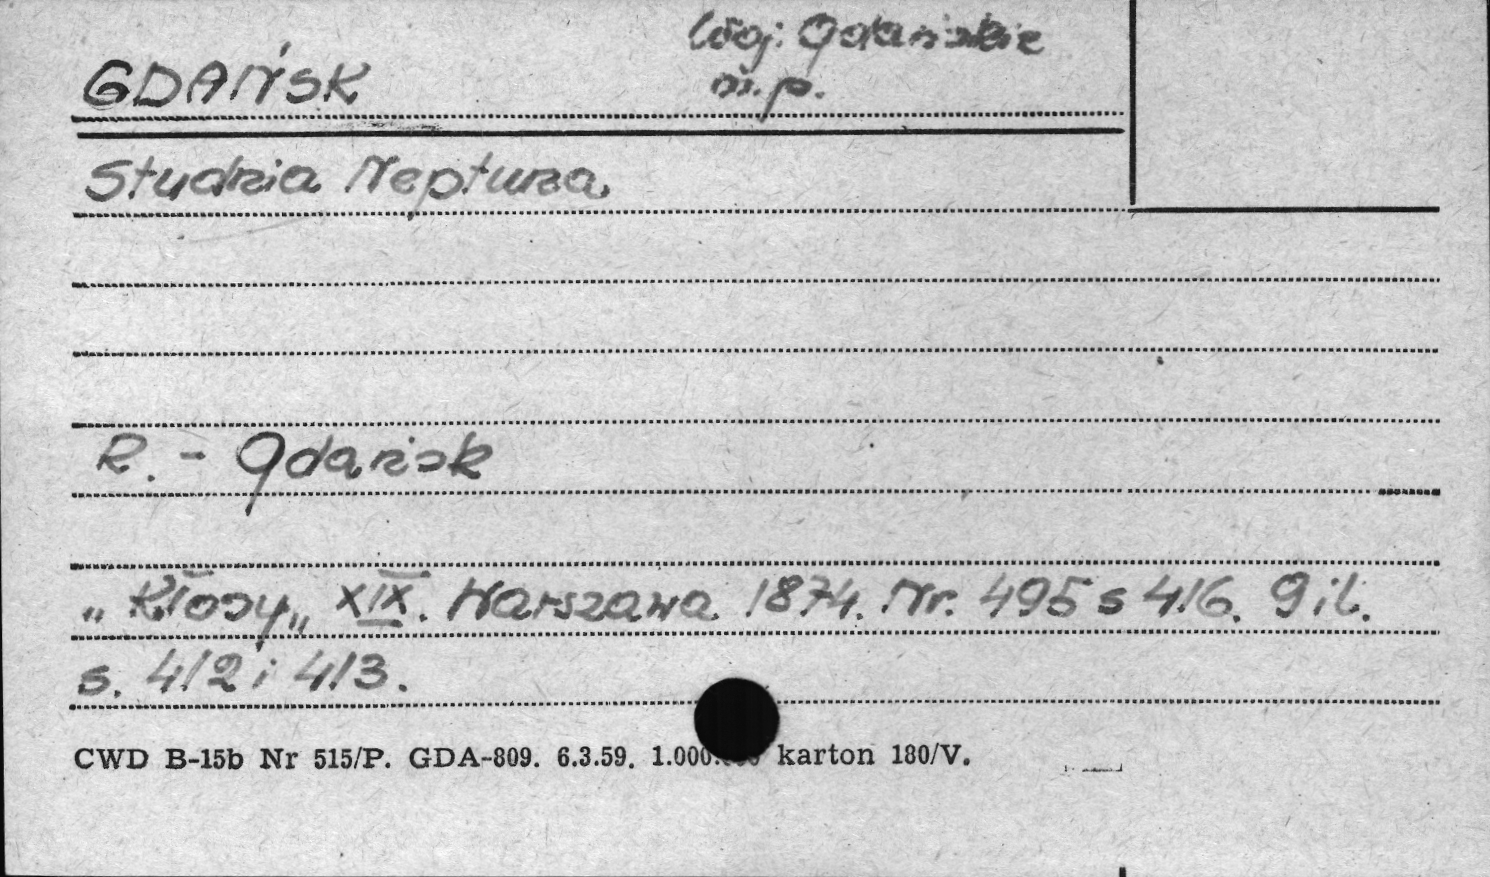 GDAŃSK
Woj. Gdańskie
m.p.
Studnia Neptuna
R. - Gdańsk
„Kłosy„ XIX. Warszawa 1874. Nr. 495 s 416. g il.
s. 412 i 413.
CWD B-15b Nr 515/P. GDA-809. 6.3.59. 1.000.000 karton 180/V.